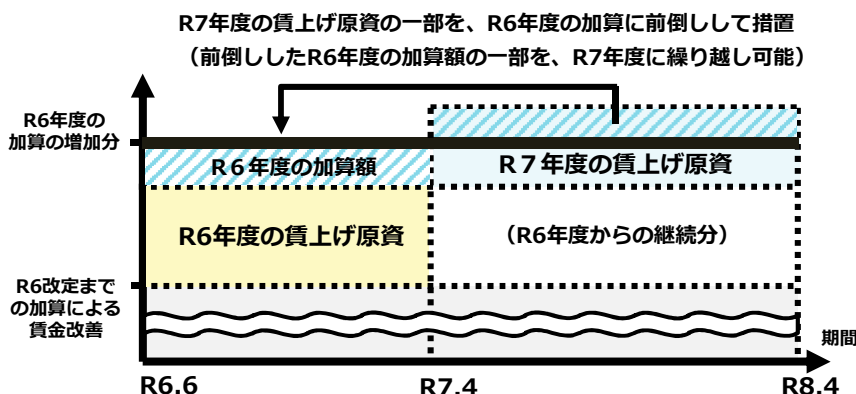 R7年度の賃上げ原資の一部を、R6年度の加算に前倒しして措置
（前倒ししたR6年度の加算額の一部を、R7年度に繰り越し可能）
R6年度の
加算の増加分
R６年度の加算額
R７年度の賃上げ原資
R6年度の賃上げ原資
（R6年度からの継続分）
R6改定まで
の加算による
賃金改善
期間
R6.6
R7.4
R8.4